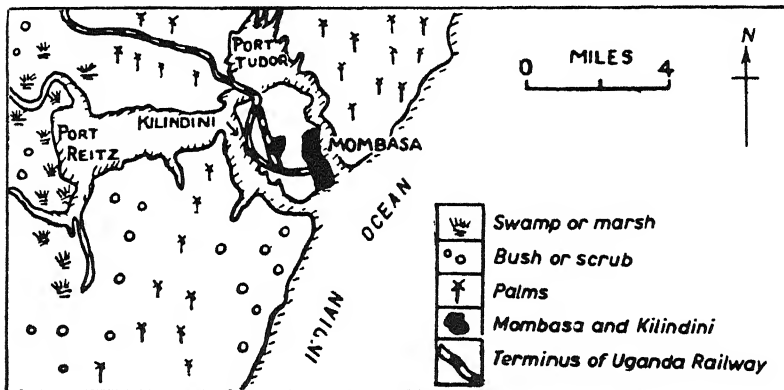 PORT
TUDOR
MILES
0 4
N
KILINDINI
MOMBASA
PORT
REITZ
INDIAN OCEAN
Swamp or marsh
Bush or scrub
Palms
Mombasa and Kilindini
Terminus of Uganda Railway